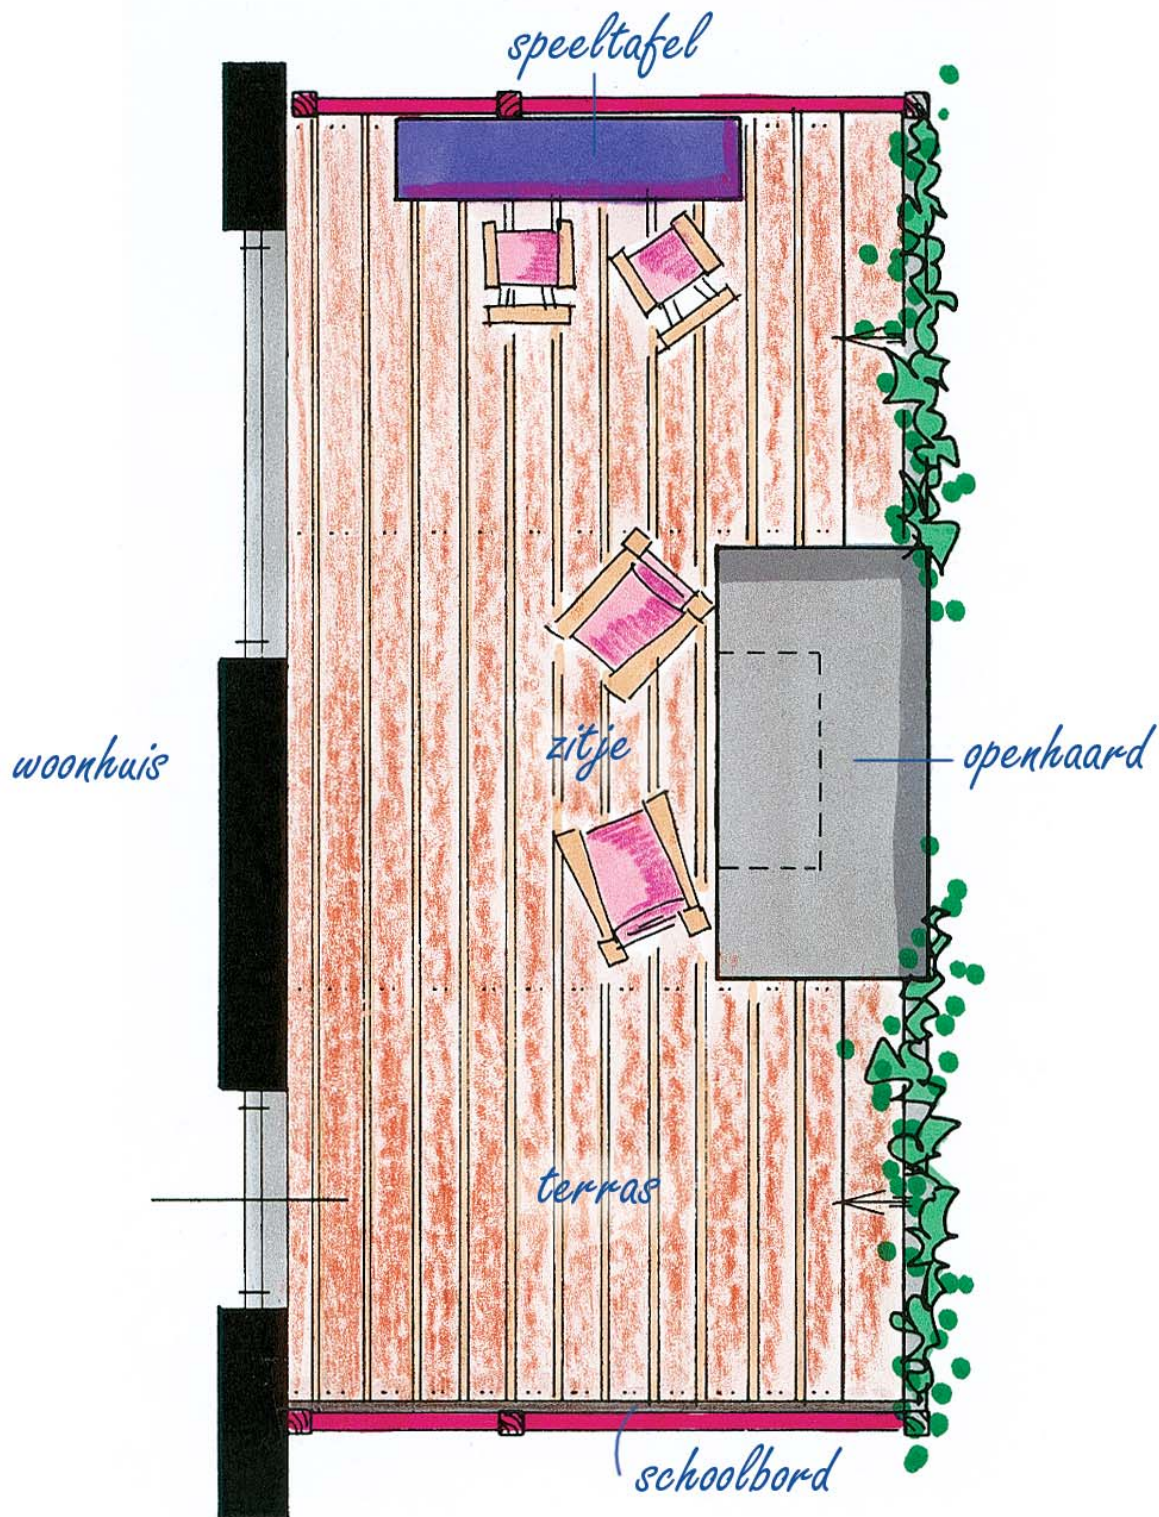 speeltafel
woonhuis
zitje
openhaard
terras
schoolbord